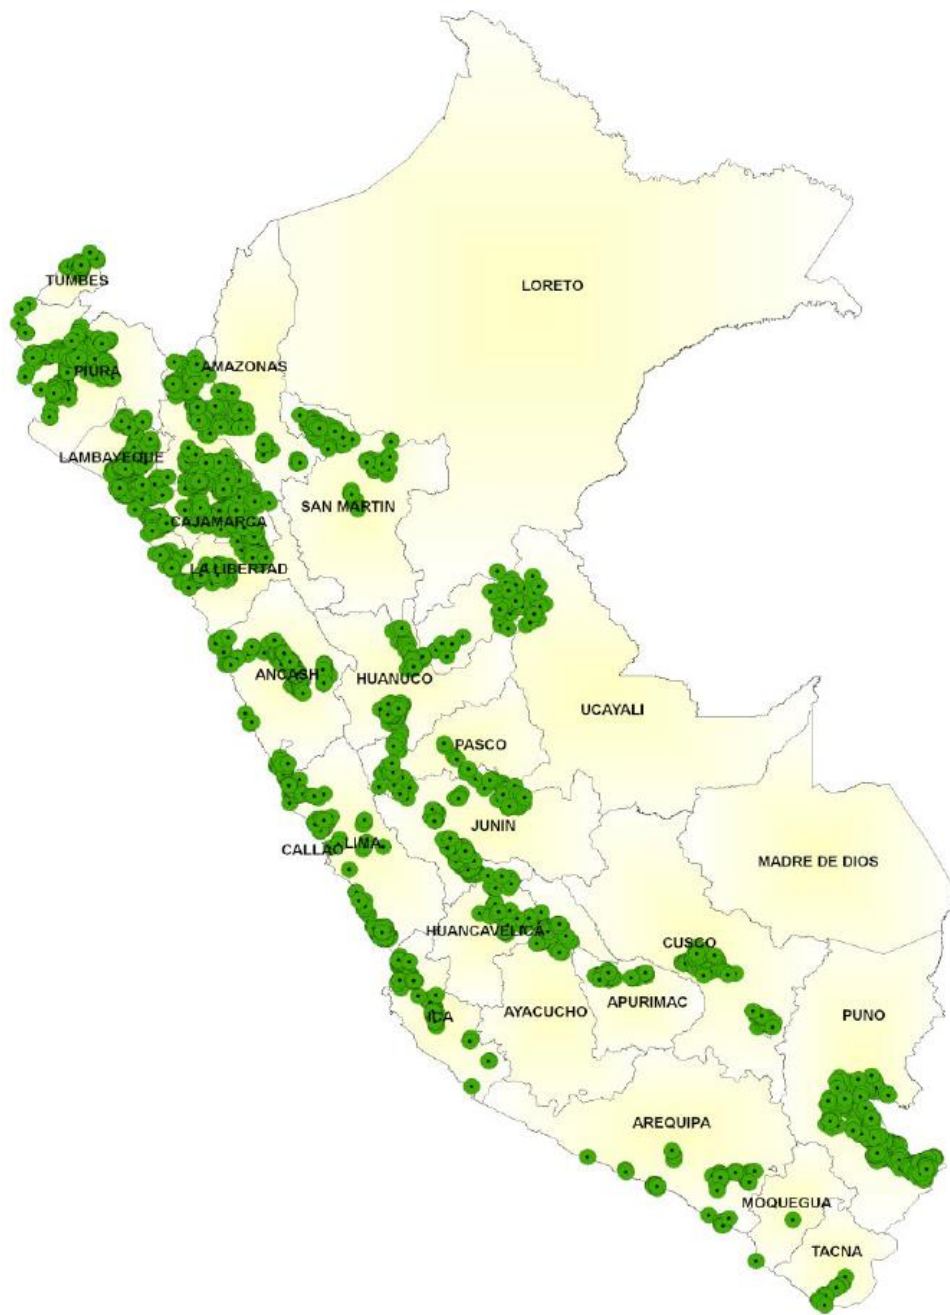 LORETO
TUMBES
AMAZONAS
PIURA
LAMBAYEQUE
SAN MARTIN
CAJAMARCA
LA LIBERTAD
ANCASH
HUANUCO
UCAYALI
PASCO
JUNIN
CALLAO
LIMA
MADRE DE DIOS
HUANCAVELICA
CUSCO
AYACUCHO
APURIMAC
ICA
PUNO
AREQUIPA
MOQUEGUA
TACNA